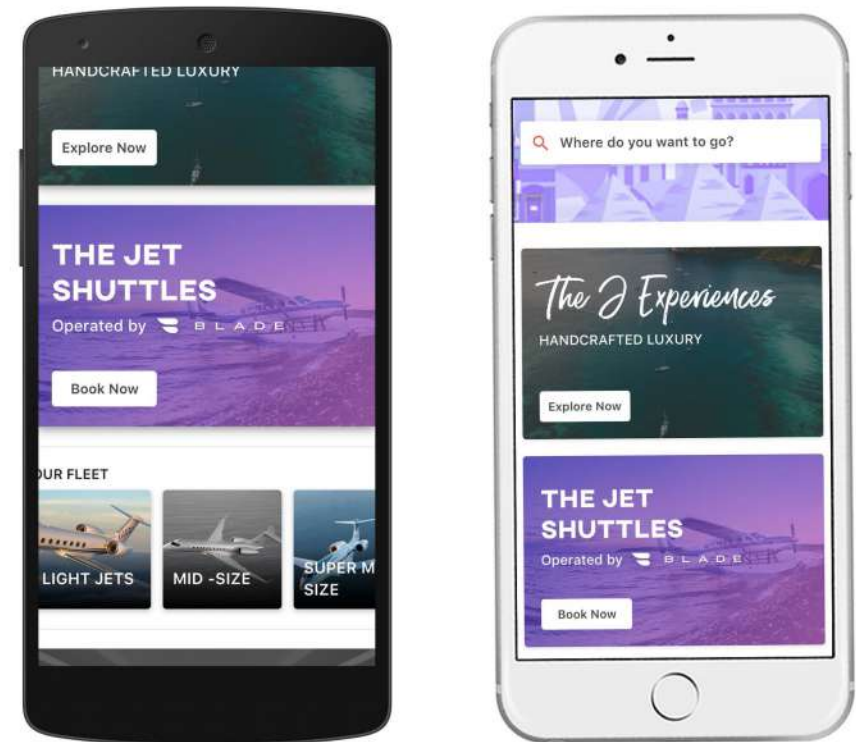 HANDCRAFTED LUXURY
Explore Now
THE JET
SHUTTLES
Operated by BLADE
Book Now
OUR FLEET
LIGHT JETS
MID -SIZE
SUPER M
SIZE
Where do you want to go?
The J Experiences
HANDCRAFTED LUXURY
Explore Now
THE JET
SHUTTLES
Operated by BLADE
Book Now